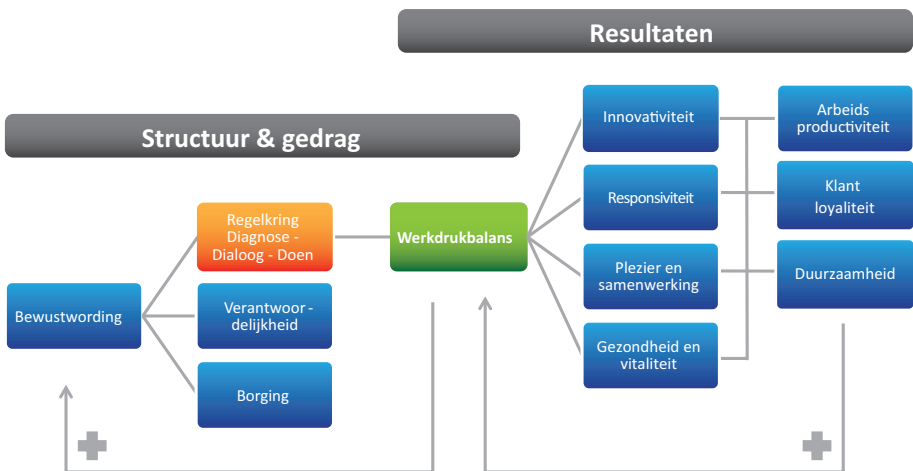 Resultaten
Structuur & gedrag
Bewustwording
Regelkring
Diagnose -
Dialoog - Doen
Verantwoor -
delijkheid
Borging
Werkdrukbalans
Innovativiteit
Responsiviteit
Plezier en
samenwerking
Gezondheid en
vitaliteit
Arbeids
productiviteit
Klant
loyaliteit
Duurzaamheid